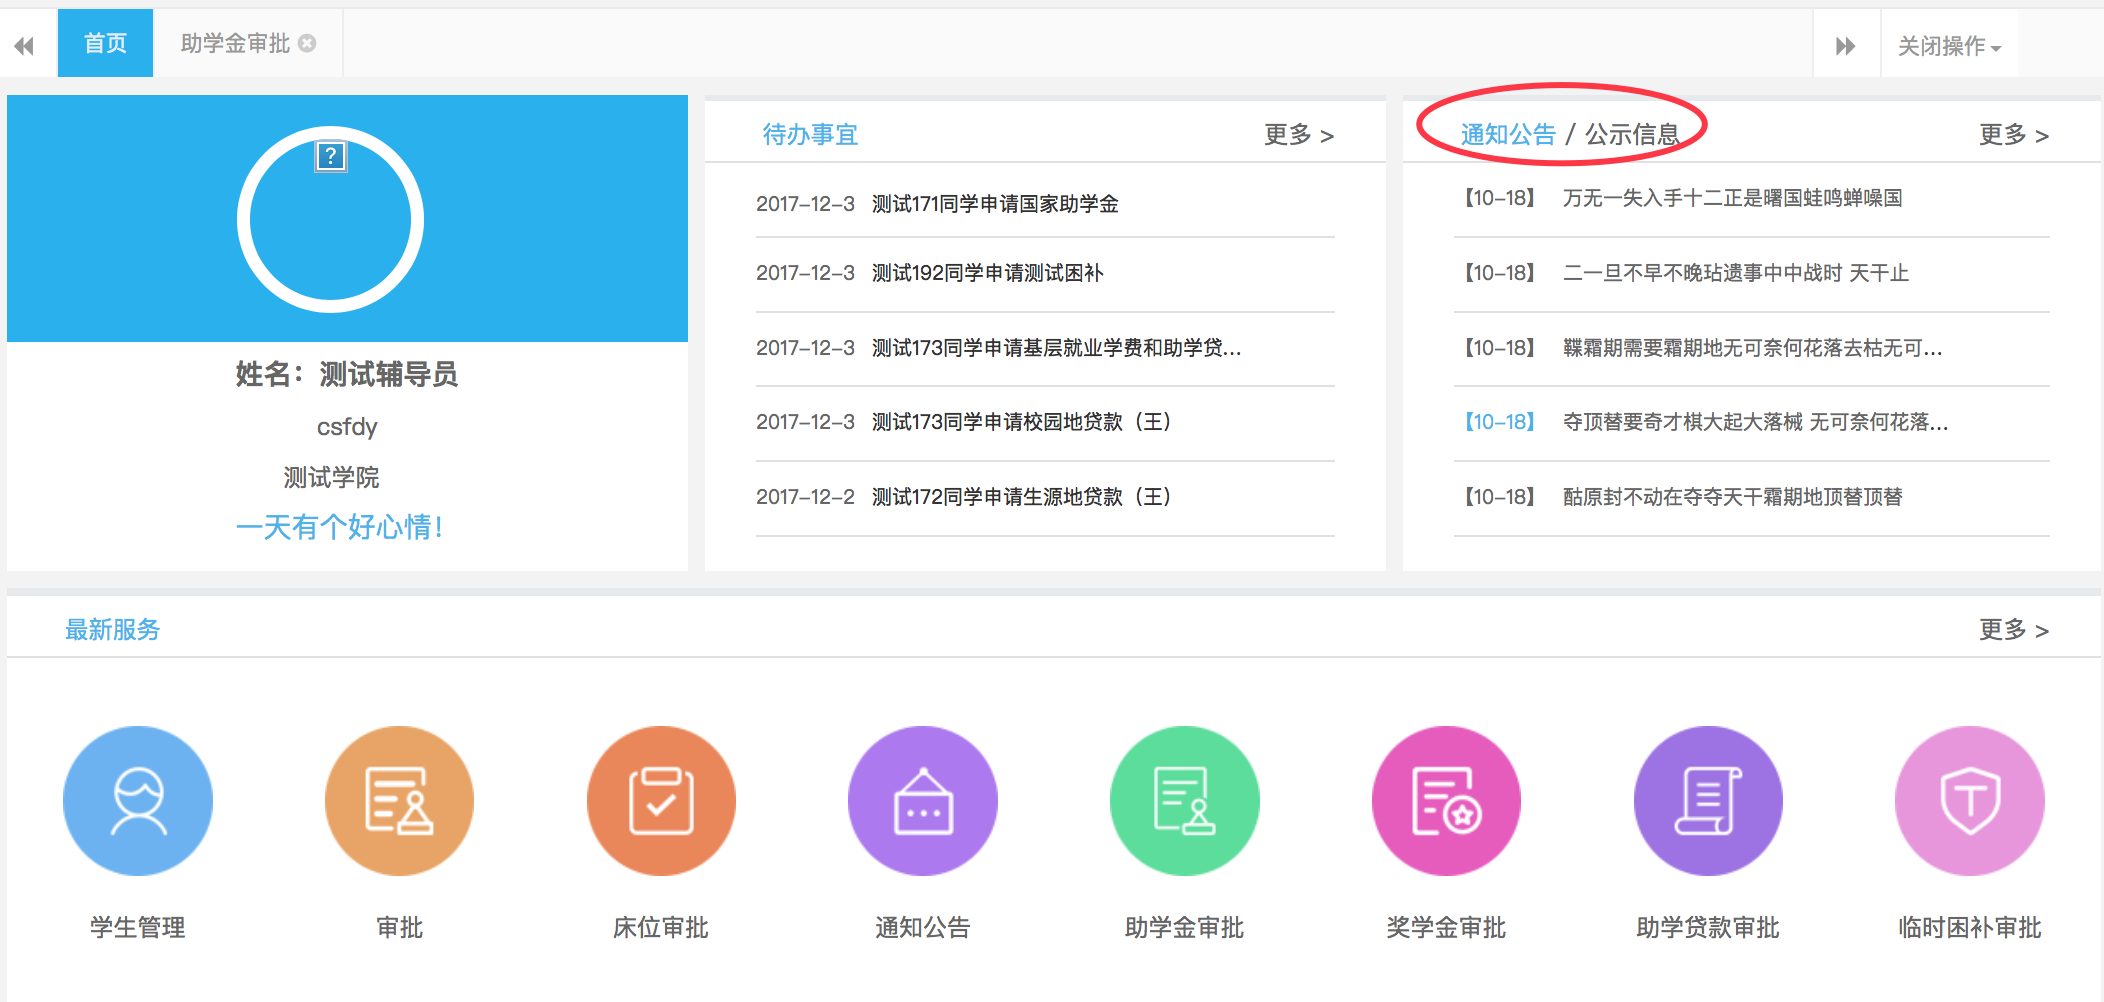 首页
助学金审批
关闭操作
姓名：测试辅导员
csfdy
测试学院
一天有个好心情！
待办事宜
更多 >
2017-12-3 测试171同学申请国家助学金
2017-12-3 测试192同学申请测试困补
2017-12-3 测试173同学申请基层就业学费和助学贷...
2017-12-3 测试173同学申请校园地贷款（王）
2017-12-2 测试172同学申请生源地贷款（王）
通知公告 / 公示信息
更多 >
【10-18】 万无一失入手十二正是曙国蛙鸣蝉噪国
【10-18】 二一旦不早不晚玷遗事中中战时 天干止
【10-18】 鞢霜期需要霜期地无可奈何花落去枯无可...
【10-18】 夺顶替要奇才棋大起大落械 无可奈何花落...
【10-18】 酤原封不动在夺夺天干霜期地顶替顶替
最新服务
更多 >
学生管理
审批
床位审批
通知公告
助学金审批
奖学金审批
助学贷款审批
临时困补审批